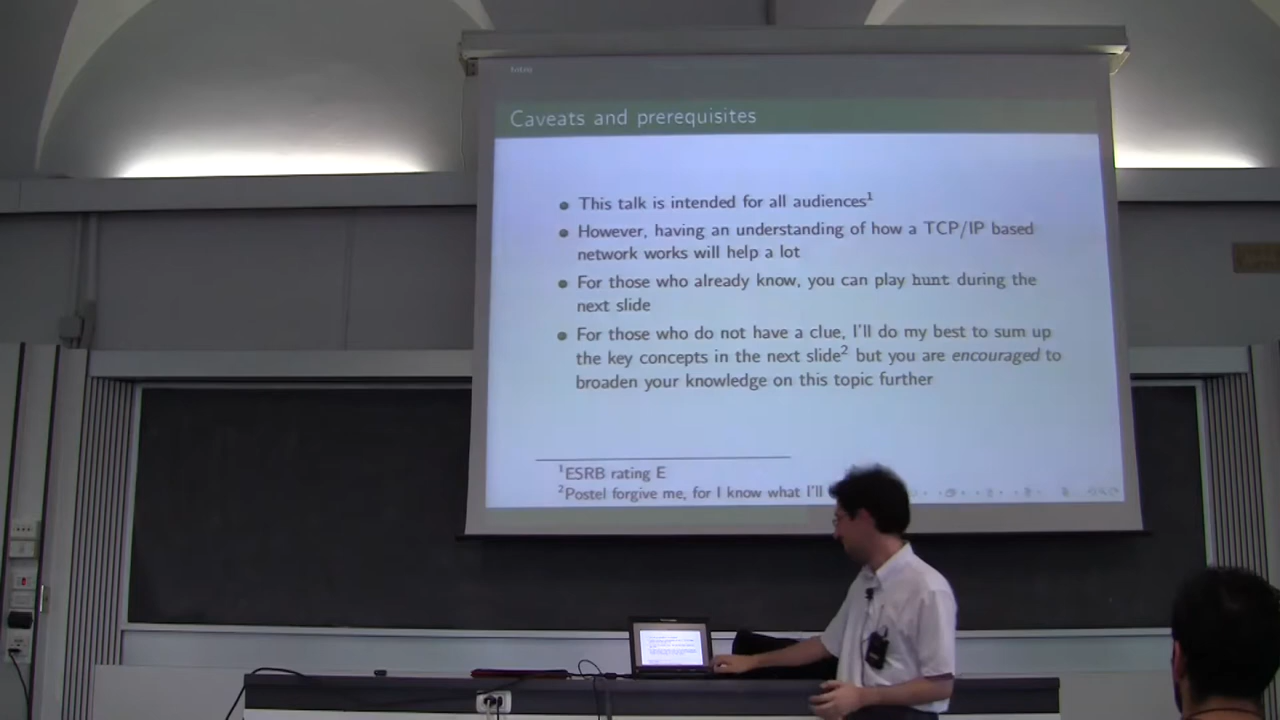 Intro
Caveats and prerequisites
This talk is intended for all audiences1
However, having an understanding of how a TCP/IP based
network works will help a lot
For those who already know, you can play hunt during the
next slide
For those who do not have a clue, I'll do my best to sum up
the key concepts in the next slide2 but you are encouraged to
broaden your knowledge on this topic further
1ESRB rating E
2Postel forgive me, for I know what I'll